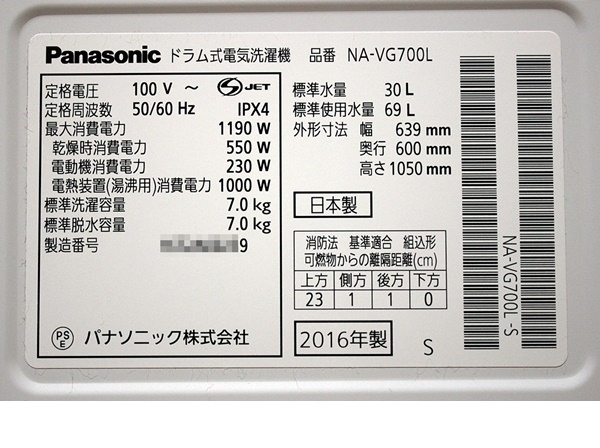 Panasonic ドラム式電気洗濯機 品番 NA-VG700L
定格電圧 100 V ～ S JET
定格周波数 50/60 Hz IPX4
最大消費電力 1190 W
乾燥時消費電力 550 W
電動機消費電力 230 W
電熱装置(湯沸用)消費電力 1000 W
標準洗濯容量 7.0 kg
標準脱水容量 7.0 kg
製造番号 9
PS E パナソニック株式会社
標準水量 30 L
標準使用水量 69 L
外形寸法 幅 639 mm
奥行 600 mm
高さ 1050 mm
日本製
消防法 基準適合 組込形
可燃物からの離隔距離(cm)
上方 側方 後方 下方
23 1 1 0
2016年製 S
NA-VG700L-S